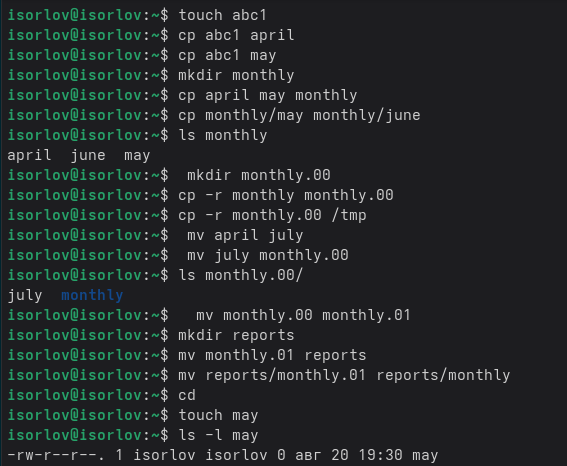 isorlov@isorlov:~$ touch abc1
isorlov@isorlov:~$ cp abc1 april
isorlov@isorlov:~$ cp abc1 may
isorlov@isorlov:~$ mkdir monthly
isorlov@isorlov:~$ cp april may monthly
isorlov@isorlov:~$ cp monthly/may monthly/june
isorlov@isorlov:~$ ls monthly
april  june  may
isorlov@isorlov:~$  mkdir monthly.00
isorlov@isorlov:~$ cp -r monthly monthly.00
isorlov@isorlov:~$ cp -r monthly.00 /tmp
isorlov@isorlov:~$  mv april july
isorlov@isorlov:~$  mv july monthly.00
isorlov@isorlov:~$ ls monthly.00/
july  monthly
isorlov@isorlov:~$   mv monthly.00 monthly.01
isorlov@isorlov:~$ mkdir reports
isorlov@isorlov:~$ mv monthly.01 reports
isorlov@isorlov:~$ mv reports/monthly.01 reports/monthly
isorlov@isorlov:~$ cd
isorlov@isorlov:~$ touch may
isorlov@isorlov:~$ ls -l may
-rw-r--r--. 1 isorlov isorlov 0 авг 20 19:30 may